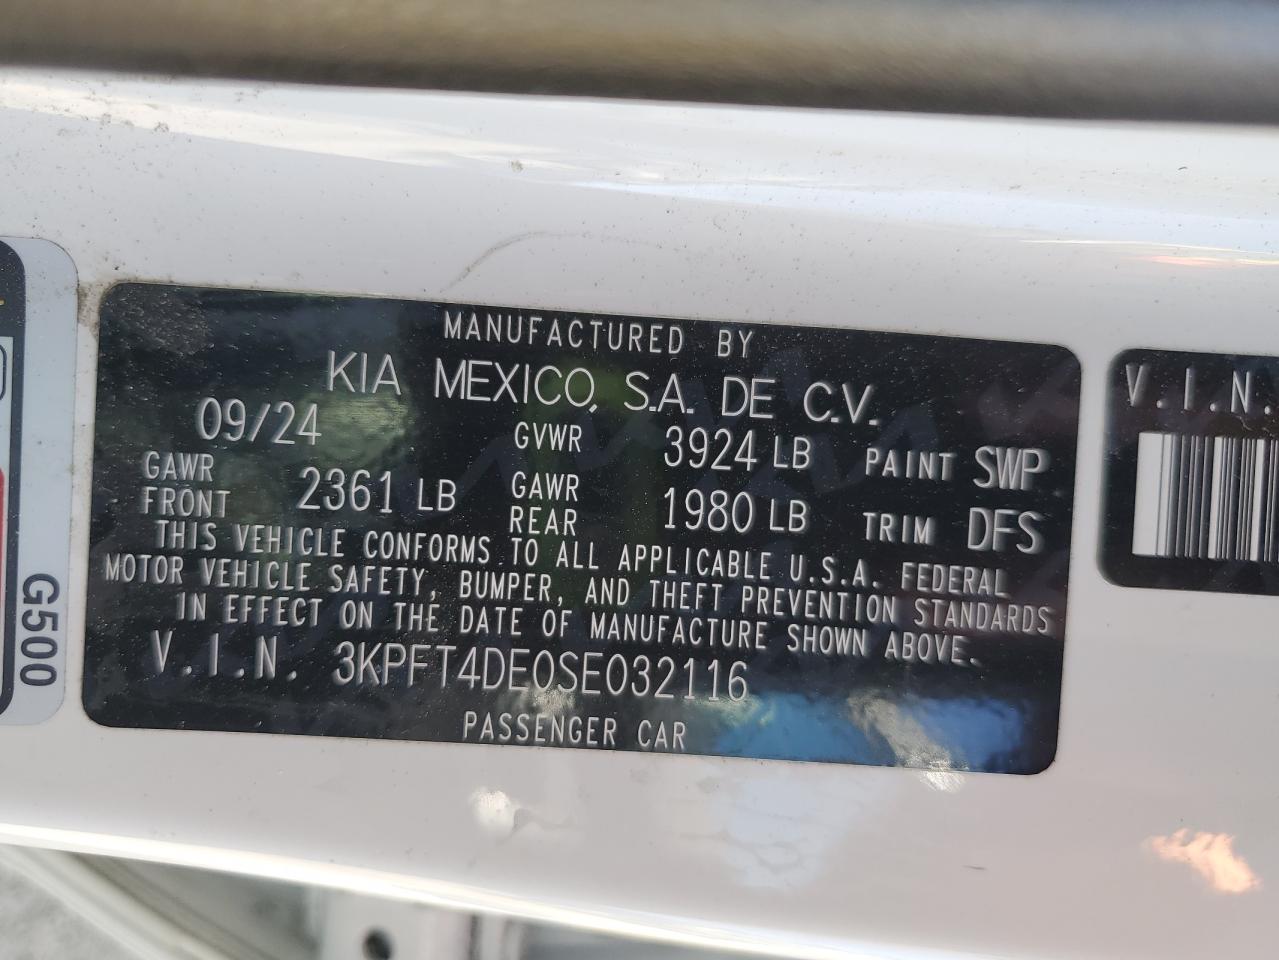 MANUFACTURED BY
KIA MEXICO, S.A. DE C.V.
09/24 GVWR 3924 LB PAINT SWP
GAWR FRONT 2361 LB GAWR REAR 1980 LB TRIM DFS
THIS VEHICLE CONFORMS TO ALL APPLICABLE U.S.A. FEDERAL
MOTOR VEHICLE SAFETY, BUMPER, AND THEFT PREVENTION STANDARDS
IN EFFECT ON THE DATE OF MANUFACTURE SHOWN ABOVE.
V.I.N. 3KPFT4DE0SE032116
PASSENGER CAR
G500
V.I.N.